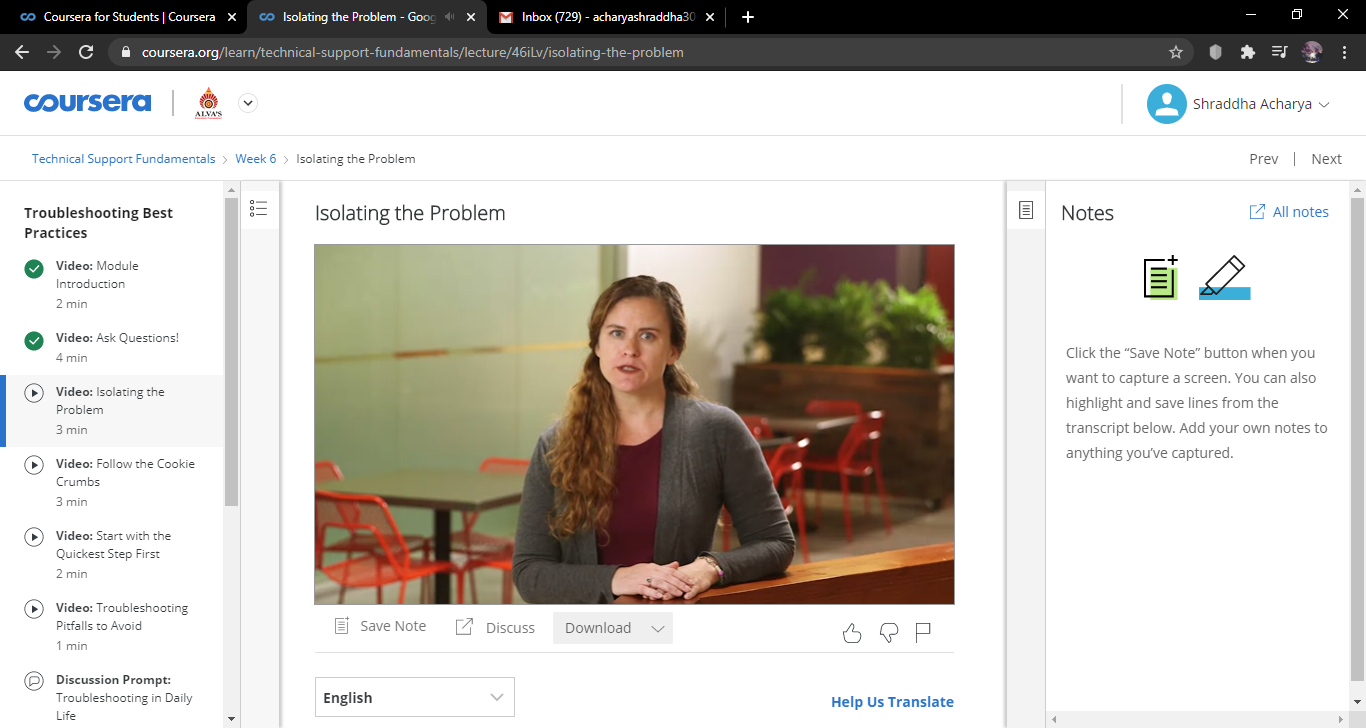 Coursera for Students | Coursera
Isolating the Problem - Goog
Inbox (729) - acharyashraddha30
coursera.org/learn/technical-support-fundamentals/lecture/46iLv/isolating-the-problem
coursera
ALVA'S
Shraddha Acharya
Technical Support Fundamentals
Week 6
Isolating the Problem
Prev | Next
Troubleshooting Best
Practices
Video: Module
Introduction
2 min
Video: Ask Questions!
4 min
Video: Isolating the
Problem
3 min
Video: Follow the Cookie
Crumbs
3 min
Video: Start with the
Quickest Step First
2 min
Video: Troubleshooting
Pitfalls to Avoid
1 min
Discussion Prompt:
Troubleshooting in Daily
Life
Isolating the Problem
Save Note
Discuss
Download
English
Help Us Translate
Notes
All notes
Click the “Save Note” button when you
want to capture a screen. You can also
highlight and save lines from the
transcript below. Add your own notes to
anything you’ve captured.